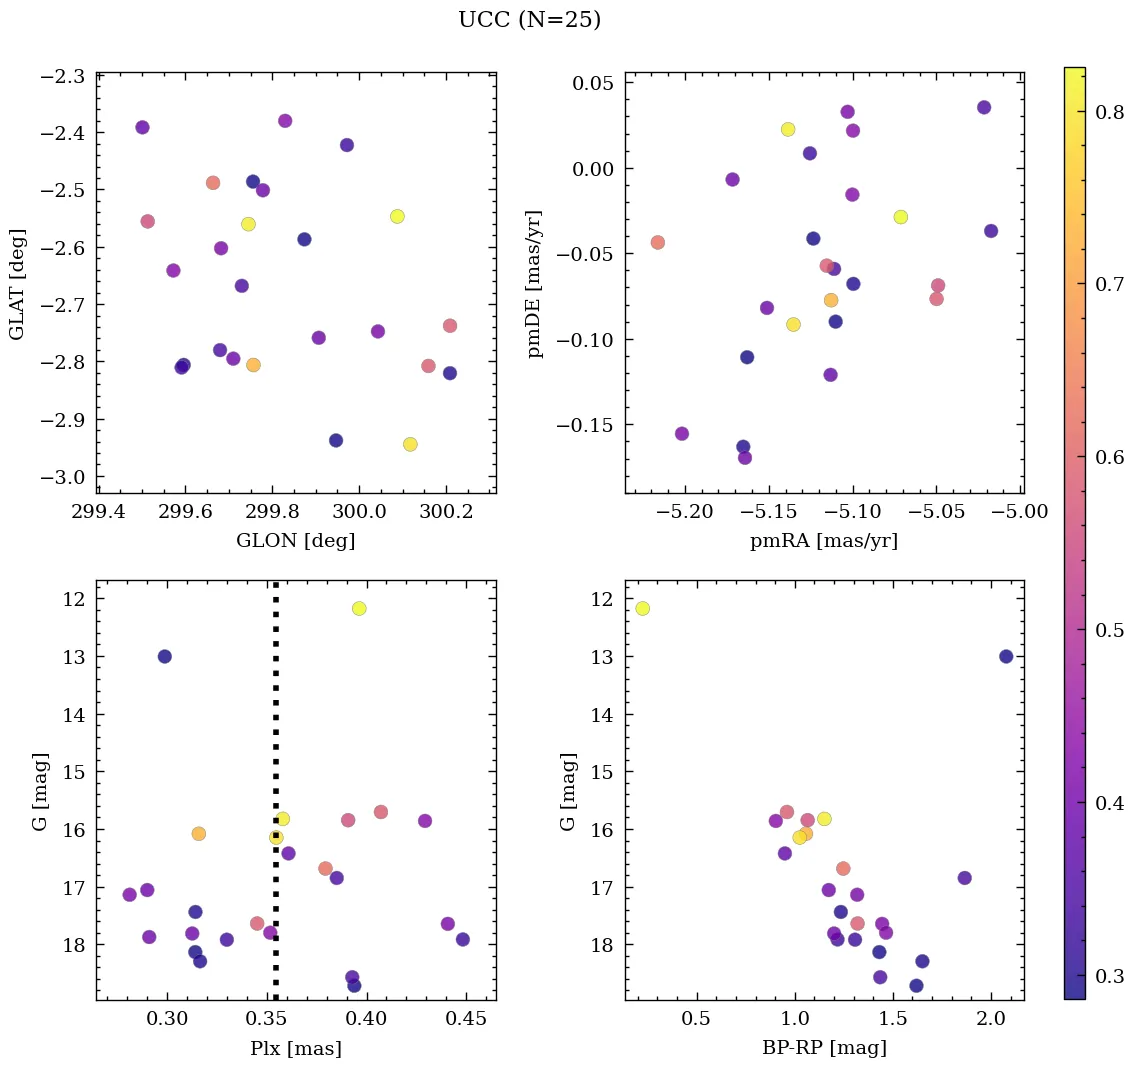 UCC (N=25)
−2.3
−2.4
−2.5
−2.6
−2.7
−2.8
−2.9
−3.0
GLAT [deg]
299.4 299.6 299.8 300.0 300.2
GLON [deg]
0.05
0.00
−0.05
−0.10
−0.15
pmDE [mas/yr]
−5.20 −5.15 −5.10 −5.05 −5.00
pmRA [mas/yr]
12
13
14
15
16
17
18
G [mag]
0.30 0.35 0.40 0.45
Plx [mas]
12
13
14
15
16
17
18
G [mag]
0.5 1.0 1.5 2.0
BP-RP [mag]
0.8
0.7
0.6
0.5
0.4
0.3